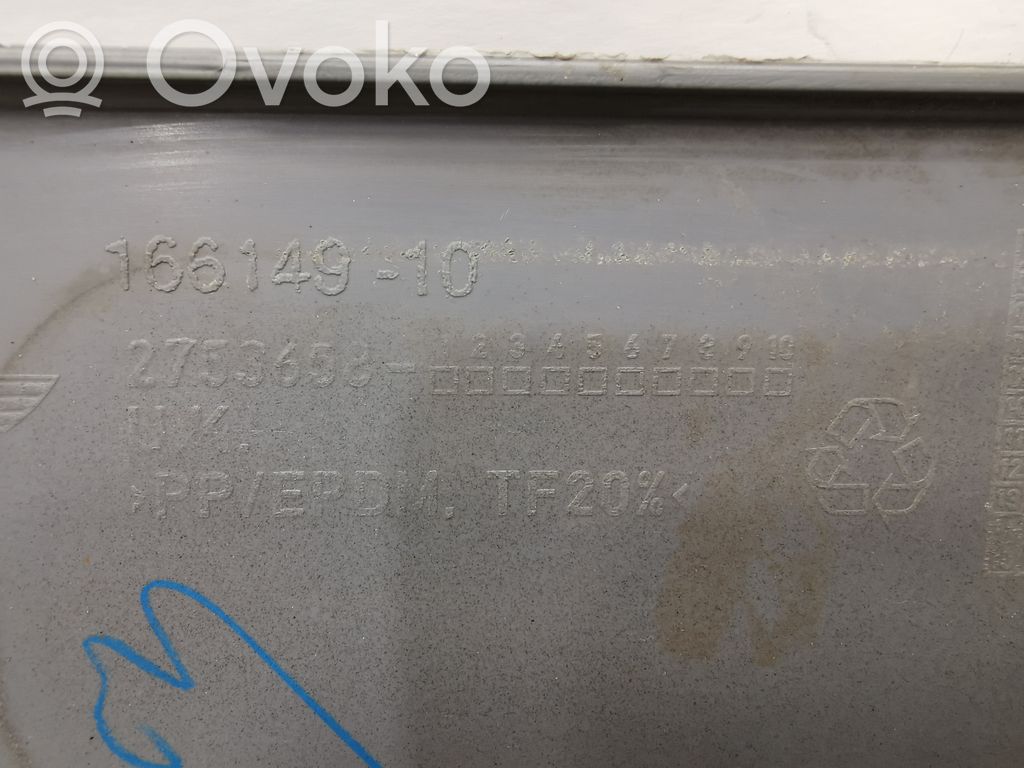 Ovoko
166149-10
2753698- 1 2 3 4 5 6 7 8 9 10
U.K.
>PP/EPDM, TF20%<